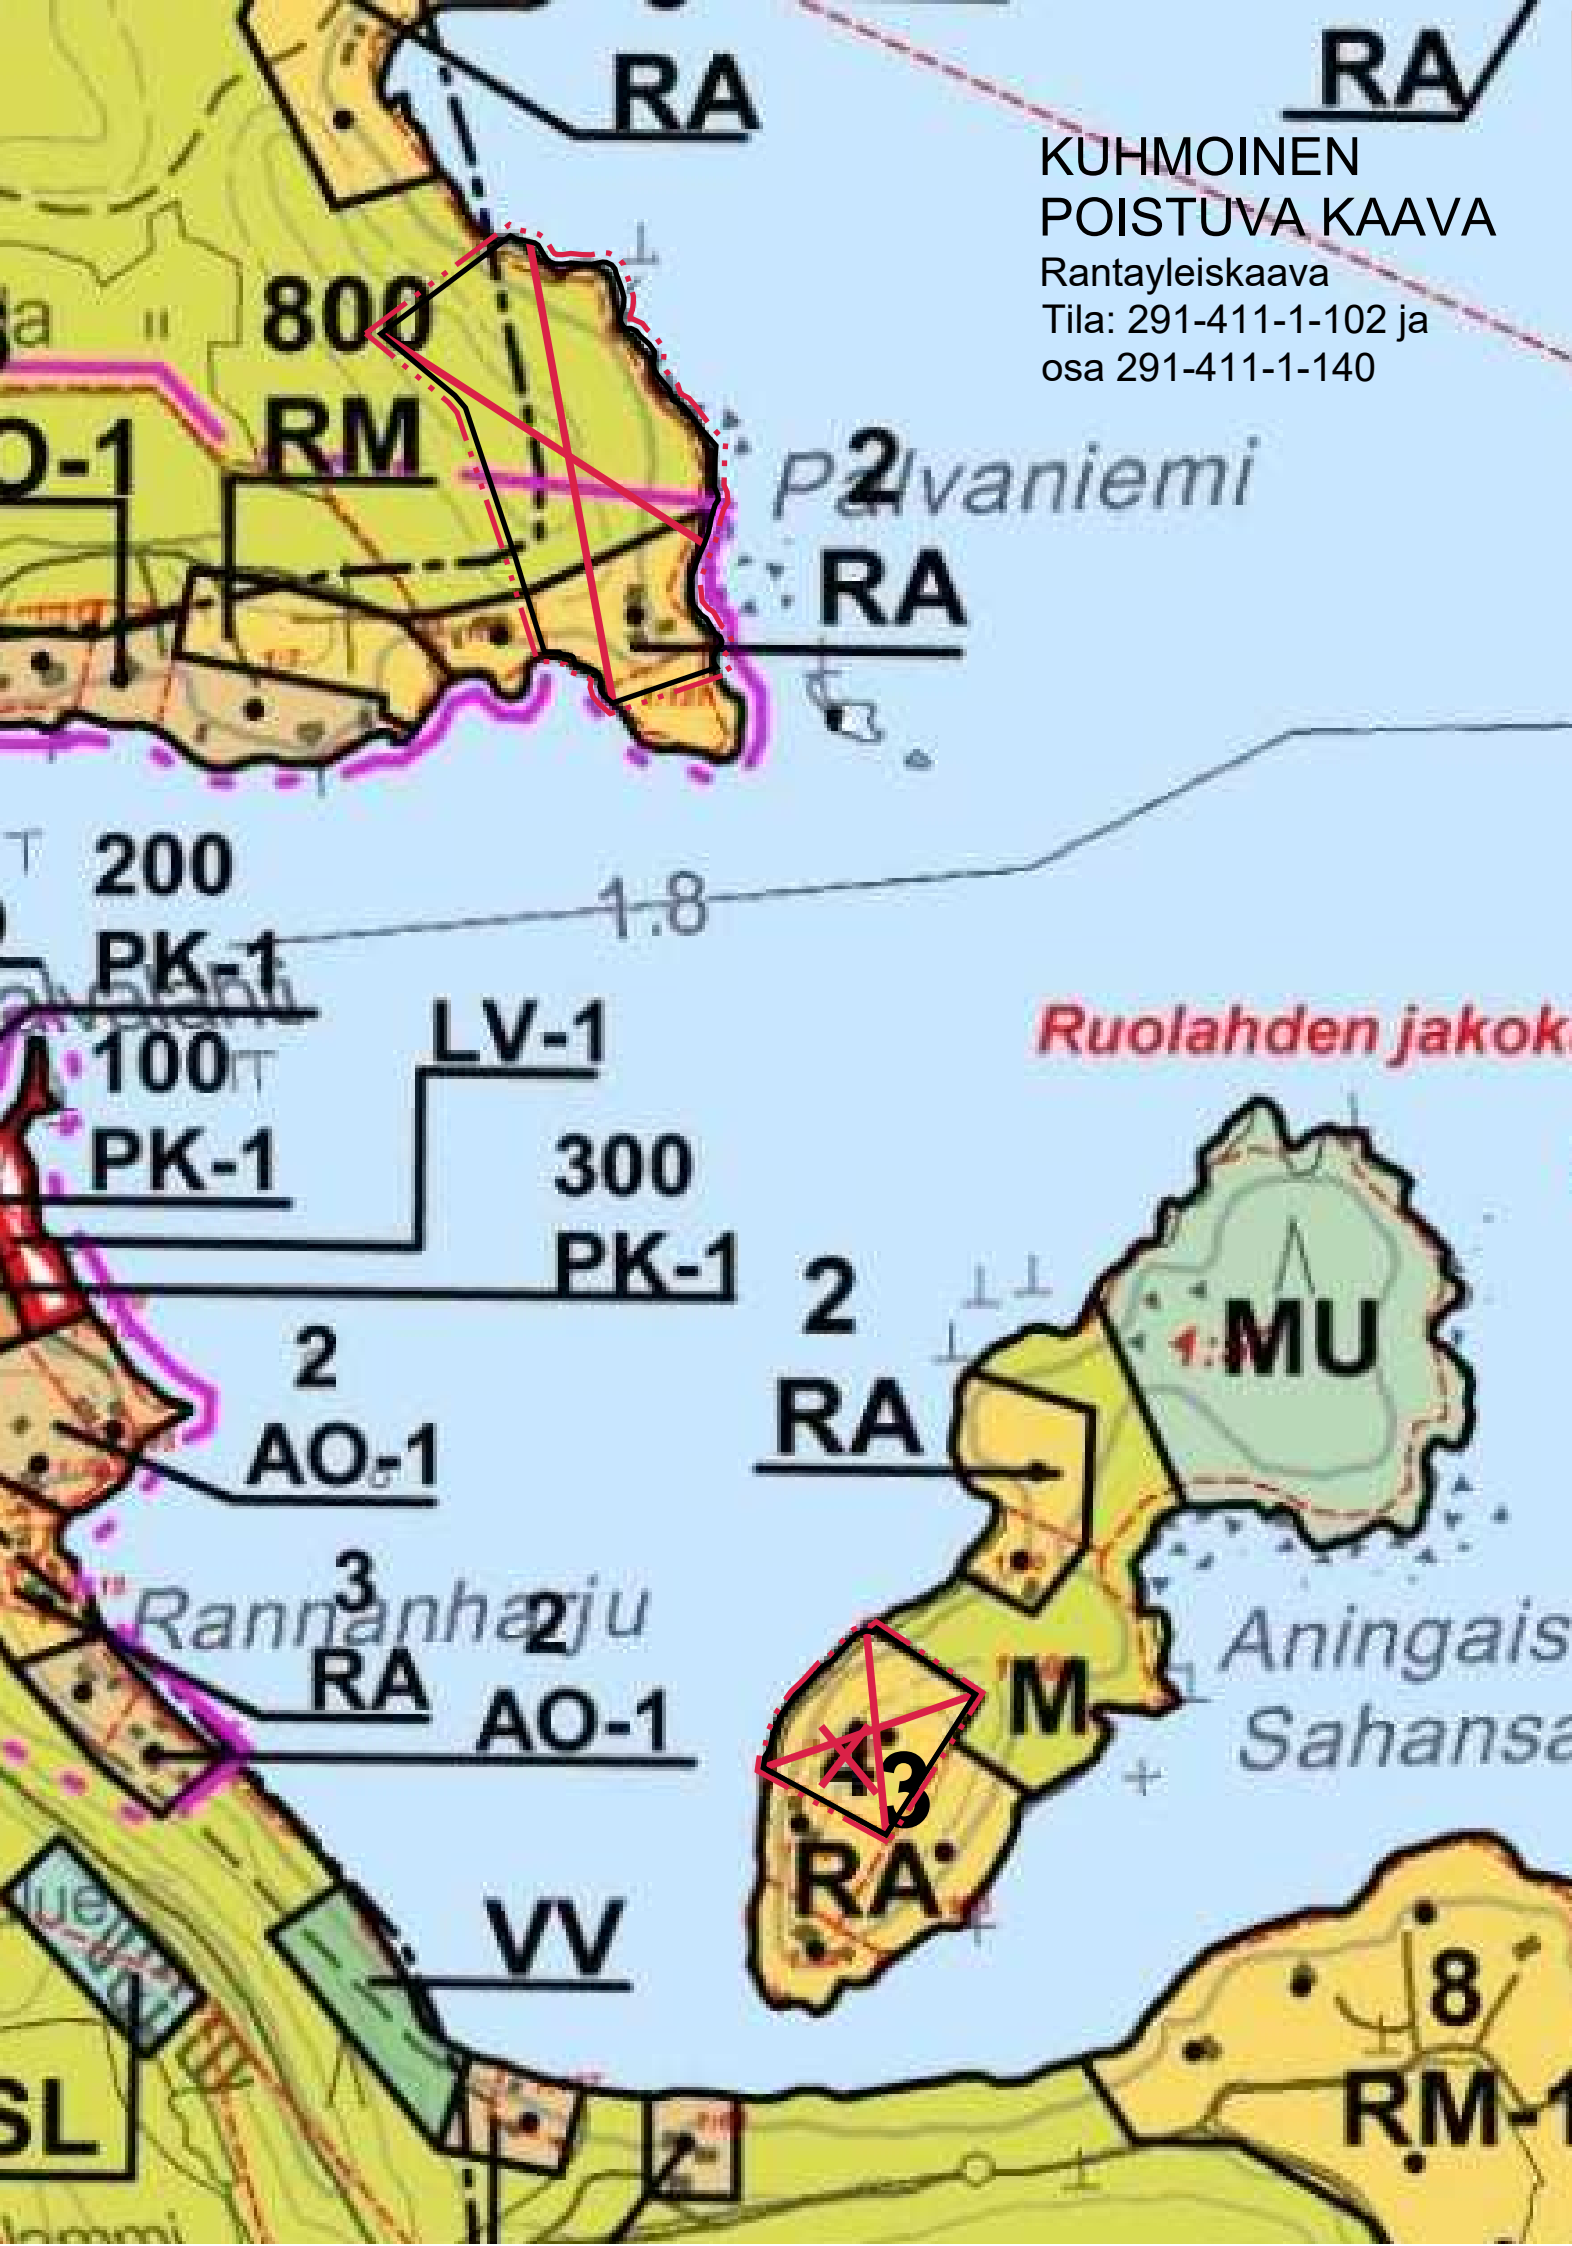 RA
RA
KUHMOINEN
POISTUVA KAAVA
Rantayleiskaava
Tila: 291-411-1-102 ja
osa 291-411-1-140
800
RM
O-1
2
Palvaniemi
RA
200
PK-1
1.8
100
PK-1
LV-1
300
PK-1
Ruolahden jakok
2
RA
MU
2
AO-1
3
RA
Rannanharju
2
AO-1
M
Aningais
Sahansa
4
3
RA
VV
8
RM-1
SL
lammi